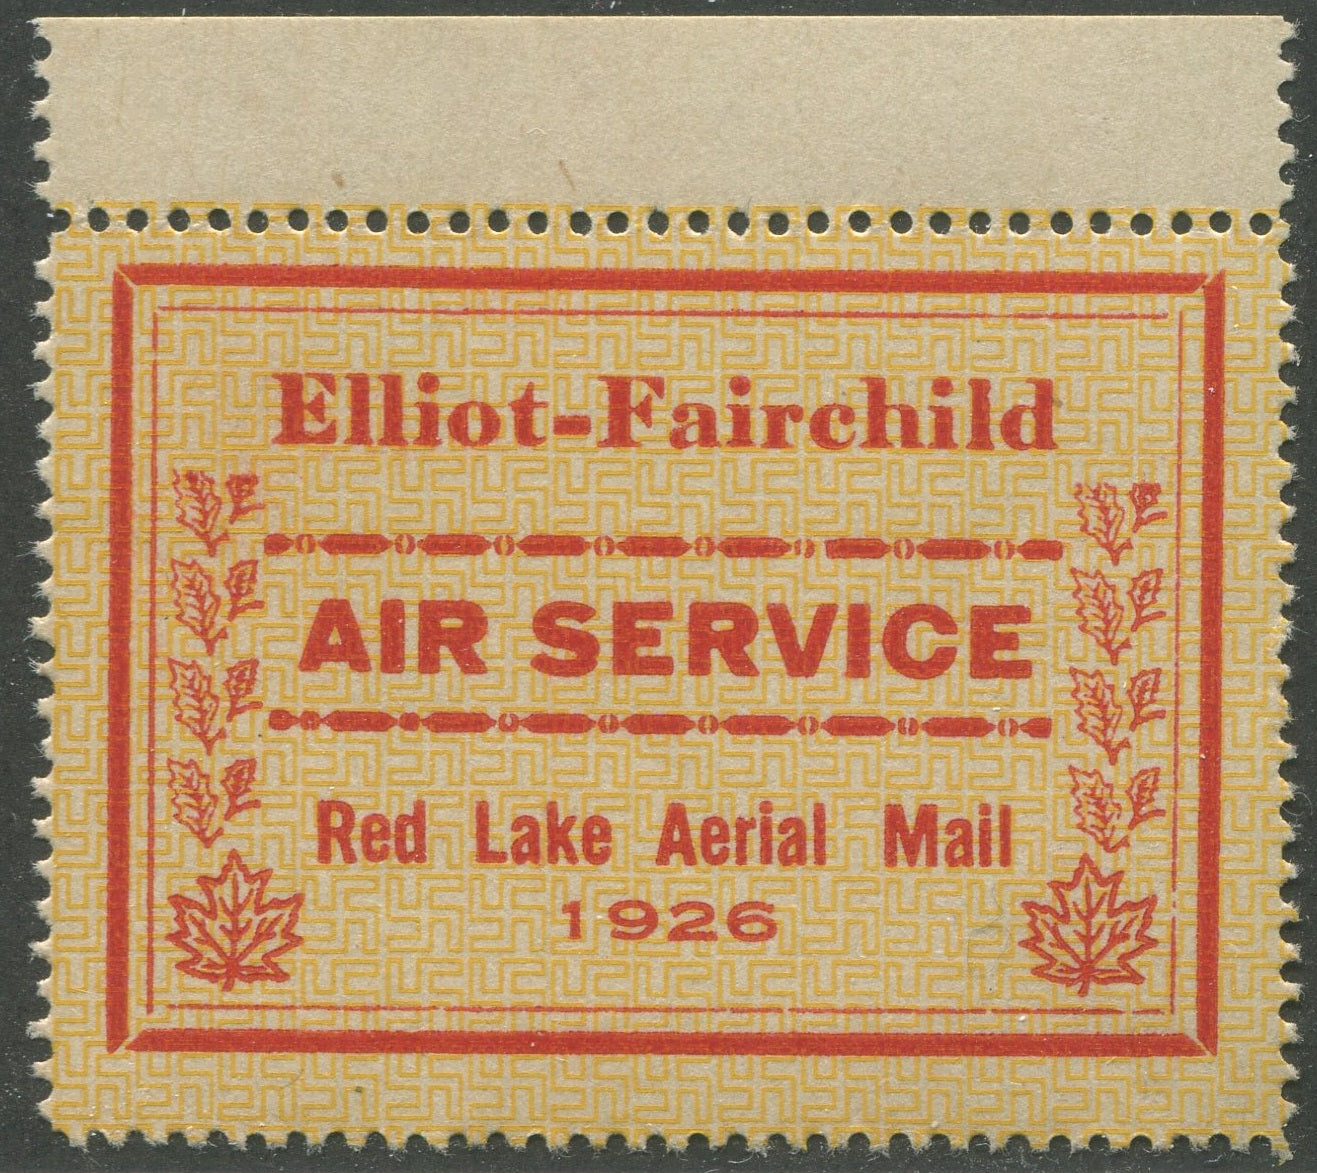 Elliot-Fairchild
AIR SERVICE
Red Lake Aerial Mail
1926